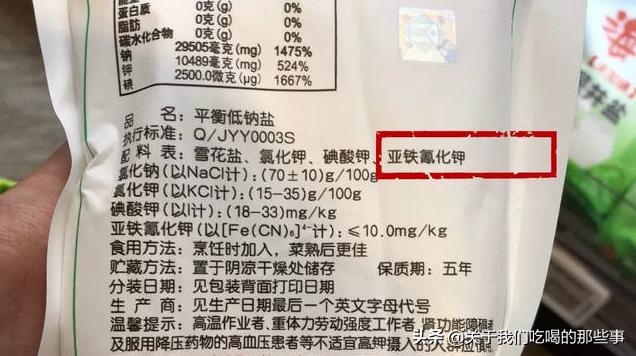 蛋白质 0克(g) 0%
脂肪 0克(g) 0%
碳水化合物 0克(g) 0%
钠 29505毫克(mg) 1475%
钾 10489毫克(mg) 524%
碘 2500.0微克(μg) 1667%
品 名：平衡低钠盐
执行标准：Q/JYY0003S
配 料 表：雪花盐、氯化钾、碘酸钾、亚铁氰化钾
氯化钠(以NaCl计)：(70±10)g/100g
氯化钾(以KCl计)：(15-35)g/100g
碘酸钾(以I计)：(18-33)mg/kg
亚铁氰化钾(以[Fe(CN)₆]⁴⁻计)：≤10.0mg/kg
食用方法：烹饪时加入，菜熟后更佳
贮藏方法：置于阴凉干燥处储存 保质期：五年
分装日期：见包装背面打印日期
生产商：见生产日期最后一个英文字母代号
温馨提示：高温作业者、重体力劳动强度工作者、肾功能障碍
及服用降压药物的高血压患者等不适宜高钾摄入的人群应慎
井盐
头条 @关于我们吃喝的那些事